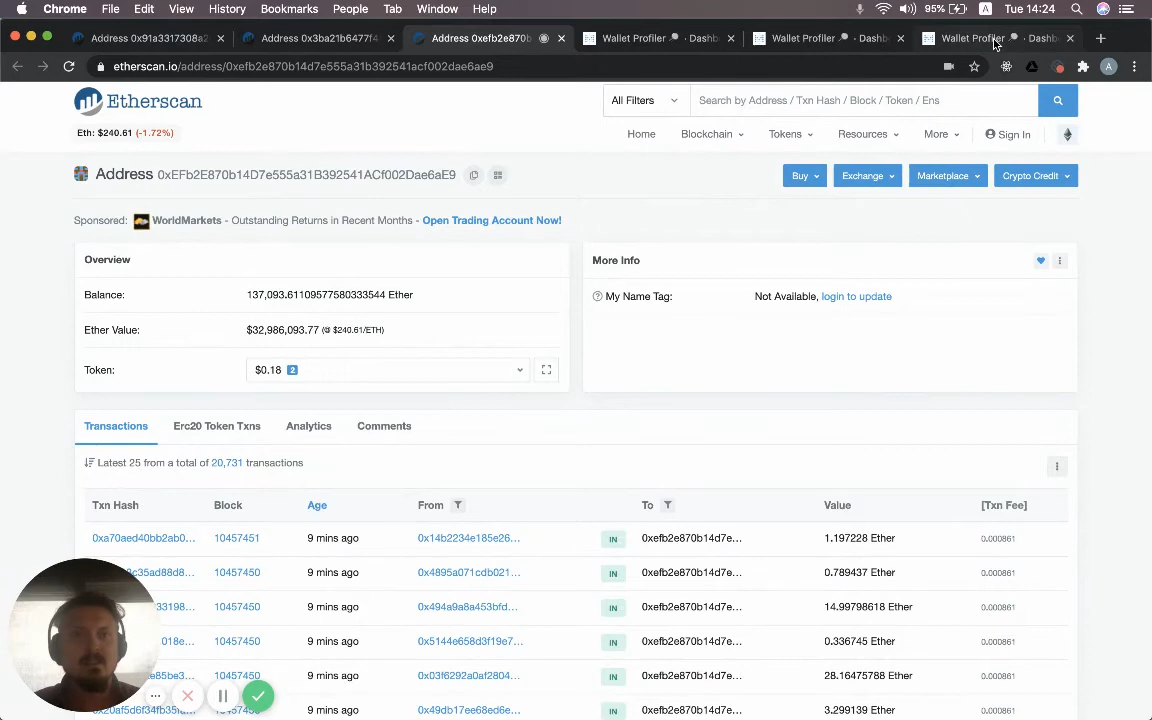 Chrome File Edit View History Bookmarks People Tab Window Help 95% A Tue 14:24
Address 0x91a3317308a2 Address 0x3ba21b6477f4 Address 0xefb2e870b Wallet Profiler Dashb Wallet Profiler Dashb Wallet Profiler Dashb
etherscan.io/address/0xefb2e870b14d7e555a31b392541acf002dae6ae9 A
Etherscan
All Filters
Search by Address / Txn Hash / Block / Token / Ens
Eth: $240.61 (-1.72%)
Home Blockchain Tokens Resources More Sign In
Address 0xEFb2E870b14D7e555a31B392541ACf002Dae6aE9
Buy Exchange Marketplace Crypto Credit
Sponsored: WorldMarkets - Outstanding Returns in Recent Months - Open Trading Account Now!
Overview
Balance: 137,093.61109577580333544 Ether
Ether Value: $32,986,093.77 (@ $240.61/ETH)
Token: $0.18 2
More Info
My Name Tag: Not Available, login to update
Transactions Erc20 Token Txns Analytics Comments
Latest 25 from a total of 20,731 transactions
Txn Hash Block Age From To Value [Txn Fee]
0xa70aed40bb2ab0... 10457451 9 mins ago 0x14b2234e185e26... IN 0xefb2e870b14d7e... 1.197228 Ether 0.000861
c35ad88d8... 10457450 9 mins ago 0x4895a071cdb021... IN 0xefb2e870b14d7e... 0.789437 Ether 0.000861
33198... 10457450 9 mins ago 0x494a9a8a453bfd... IN 0xefb2e870b14d7e... 14.99798618 Ether 0.000861
018e... 10457450 9 mins ago 0x5144e658d3f19e7... IN 0xefb2e870b14d7e... 0.336745 Ether 0.000861
e85be3... 10457450 9 mins ago 0x03f6292a0af2804... IN 0xefb2e870b14d7e... 28.16475788 Ether 0.000861
10457450 9 mins ago 0x49db17ee68ed6e... IN 0xefb2e870b14d7e... 3.299139 Ether 0.000861